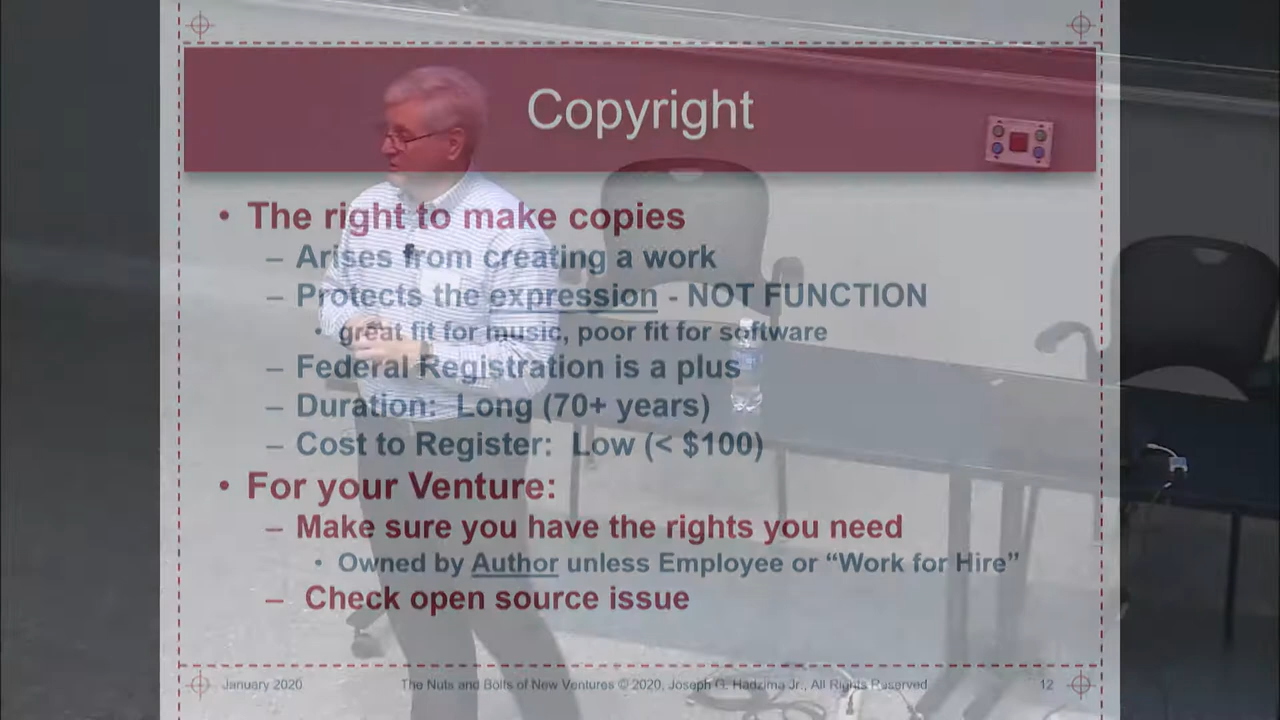 Copyright
• The right to make copies
– Arises from creating a work
– Protects the expression - NOT FUNCTION
• great fit for music, poor fit for software
– Federal Registration is a plus
– Duration: Long (70+ years)
– Cost to Register: Low (< $100)
• For your Venture:
– Make sure you have the rights you need
• Owned by Author unless Employee or “Work for Hire”
– Check open source issue
January 2020 The Nuts and Bolts of New Ventures © 2020, Joseph G. Hadzima Jr., All Rights Reserved 12